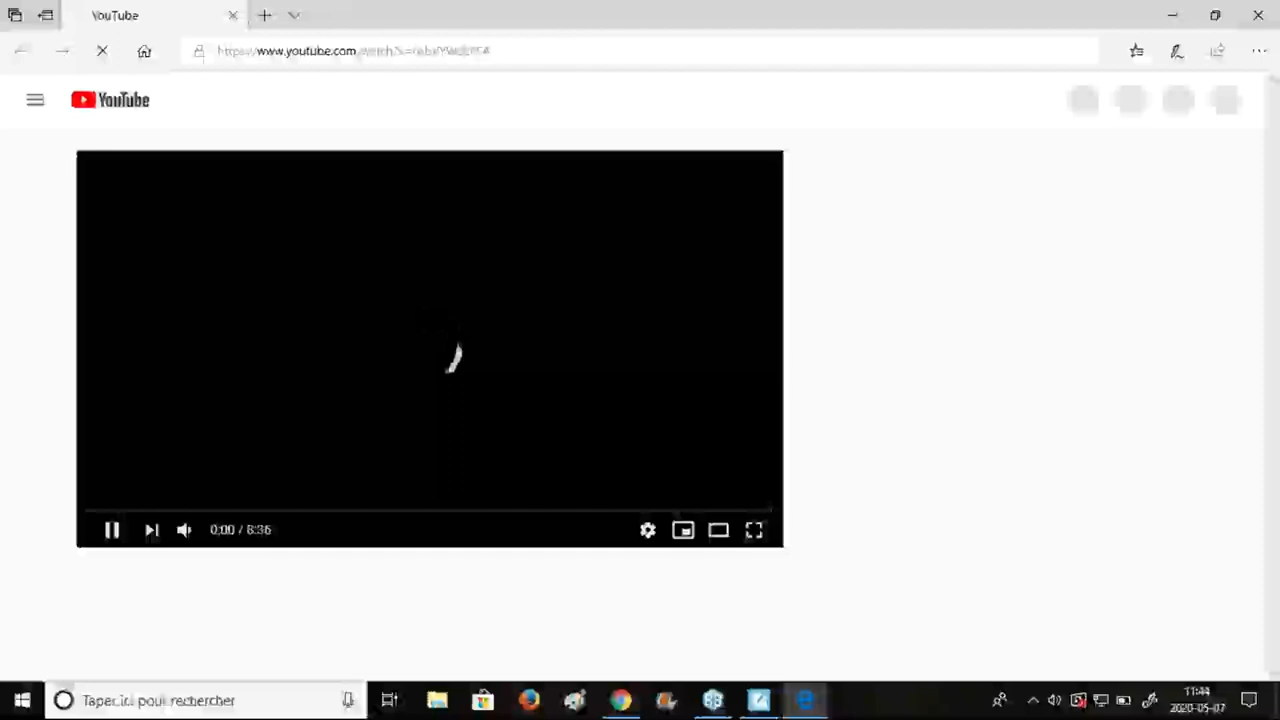 YouTube
www.youtube.com
YouTube
0:00 / 6:36
Taper ici pour rechercher
11:44
2020-05-07